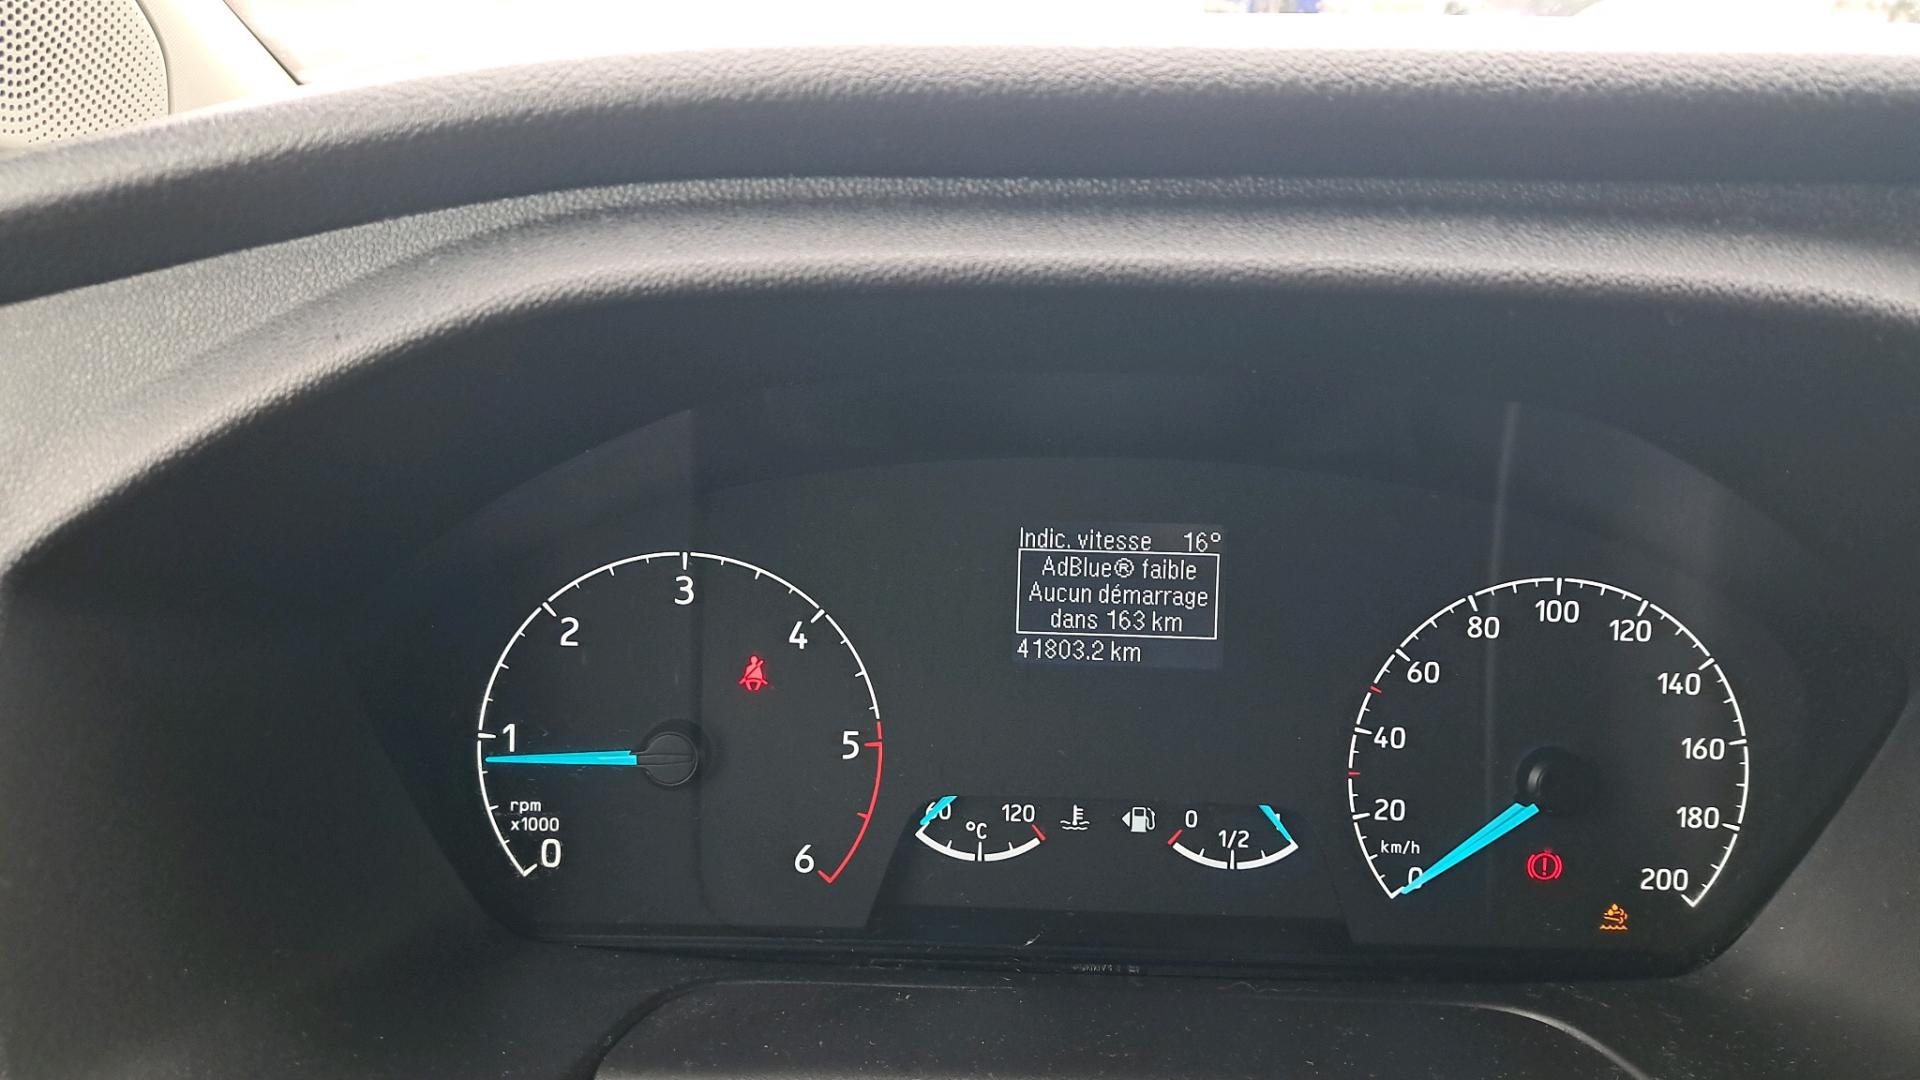 Indic. vitesse 16°
AdBlue® faible
Aucun démarrage
dans 163 km
41803.2 km
0
1
2
3
4
5
6
rpm
x1000
60
°C
120
0
1/2
0
20
40
60
80
100
120
140
160
180
200
km/h